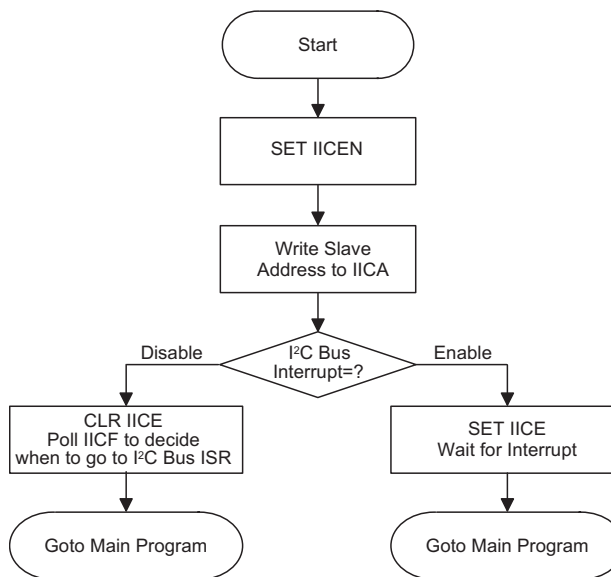 Start
SET IICEN
Write Slave
Address to IICA
I²C Bus
Interrupt=?
Disable
Enable
CLR IICE
Poll IICF to decide
when to go to I²C Bus ISR
SET IICE
Wait for Interrupt
Goto Main Program
Goto Main Program